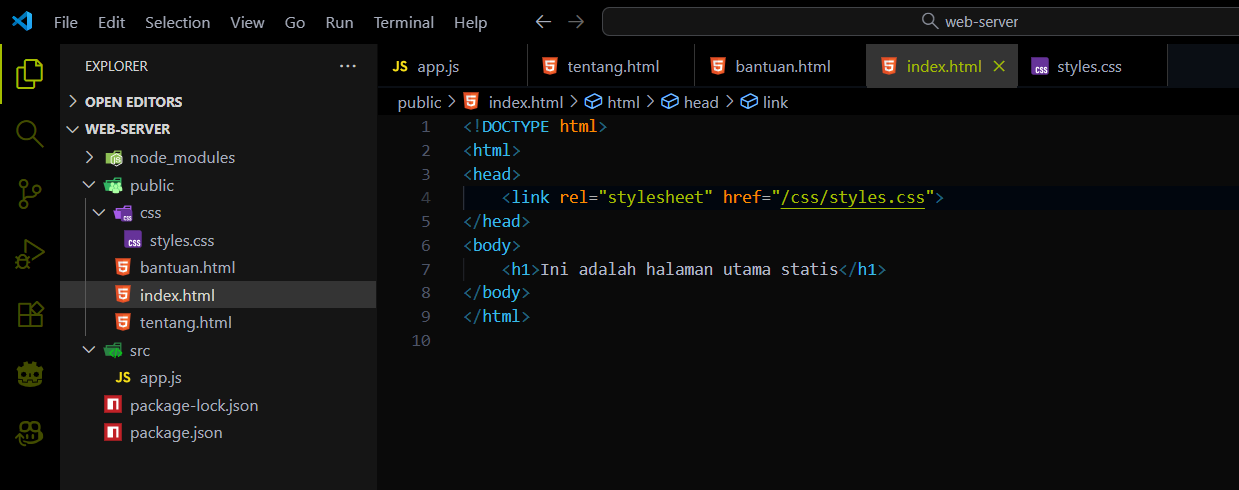 File Edit Selection View Go Run Terminal Help web-server
EXPLORER
OPEN EDITORS
WEB-SERVER
node_modules
public
css
styles.css
bantuan.html
index.html
tentang.html
src
JS app.js
package-lock.json
package.json
JS app.js tentang.html bantuan.html index.html styles.css
public > index.html > html > head > link
1 <!DOCTYPE html>
2 <html>
3 <head>
4 <link rel="stylesheet" href="/css/styles.css">
5 </head>
6 <body>
7 <h1>Ini adalah halaman utama statis</h1>
8 </body>
9 </html>
10